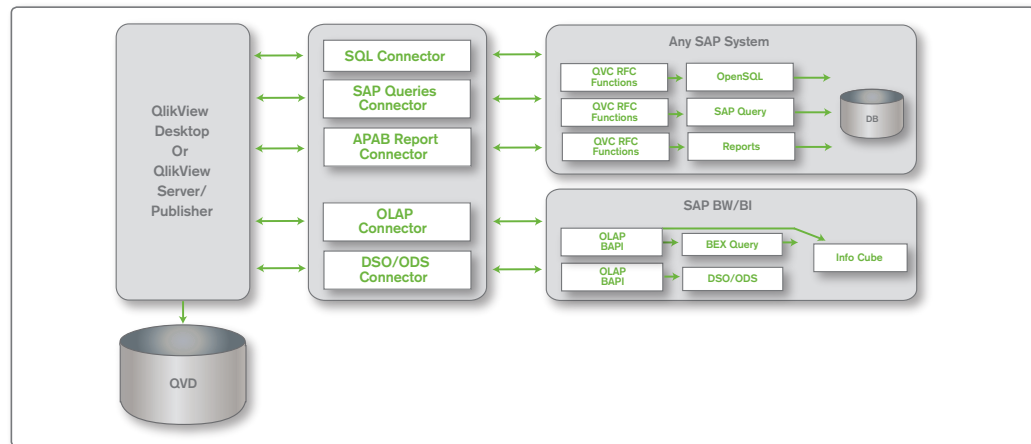 QlikView
Desktop
Or
QlikView
Server/
Publisher
QVD
SQL Connector
SAP Queries
Connector
APAB Report
Connector
OLAP
Connector
DSO/ODS
Connector
Any SAP System
QVC RFC
Functions
OpenSQL
QVC RFC
Functions
SAP Query
QVC RFC
Functions
Reports
DB
SAP BW/BI
OLAP
BAPI
BEX Query
Info Cube
OLAP
BAPI
DSO/ODS